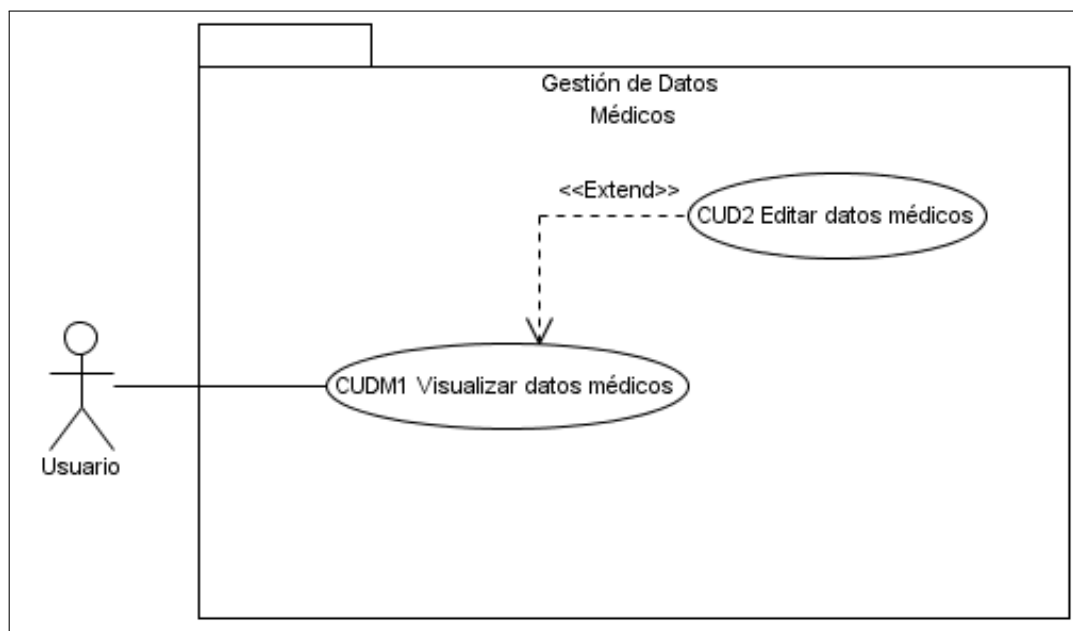 Gestión de Datos
Médicos
<<Extend>>
CUD2 Editar datos médicos
CUDM1 Visualizar datos médicos
Usuario